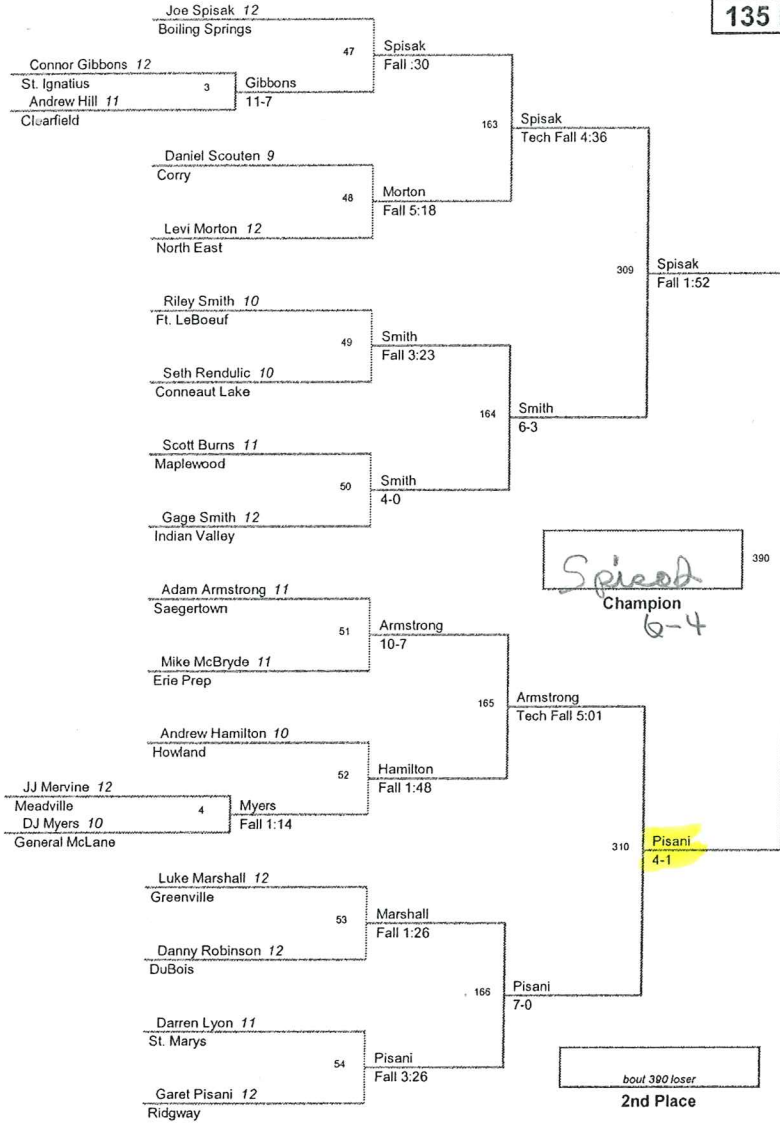 135
Joe Spisak 12
Boiling Springs
47
Spisak
Fall :30
Connor Gibbons 12
St. Ignatius
3
Gibbons
11-7
Andrew Hill 11
Clearfield
163
Spisak
Tech Fall 4:36
Daniel Scouten 9
Corry
48
Morton
Fall 5:18
Levi Morton 12
North East
309
Spisak
Fall 1:52
Riley Smith 10
Ft. LeBoeuf
49
Smith
Fall 3:23
Seth Rendulic 10
Conneaut Lake
164
Smith
6-3
Scott Burns 11
Maplewood
50
Smith
4-0
Gage Smith 12
Indian Valley
390
Champion
6-4
Adam Armstrong 11
Saegertown
51
Armstrong
10-7
Mike McBryde 11
Erie Prep
165
Armstrong
Tech Fall 5:01
Andrew Hamilton 10
Howland
52
Hamilton
Fall 1:48
JJ Mervine 12
Meadville
4
Myers
Fall 1:14
DJ Myers 10
General McLane
310
Pisani
4-1
Luke Marshall 12
Greenville
53
Marshall
Fall 1:26
Danny Robinson 12
DuBois
166
Pisani
7-0
Darren Lyon 11
St. Marys
54
Pisani
Fall 3:26
Garet Pisani 12
Ridgway
bout 390 loser
2nd Place